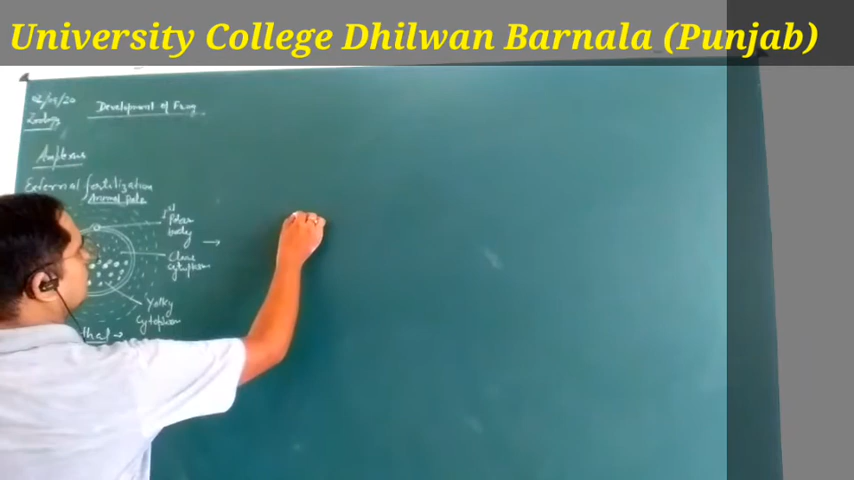 University College Dhilwan Barnala (Punjab)
Development of Frog
Zoology
Amplexus
External fertilization
Animal Pole
Polar
body
Clear
cytoplasm
Yolky
cytoplasm